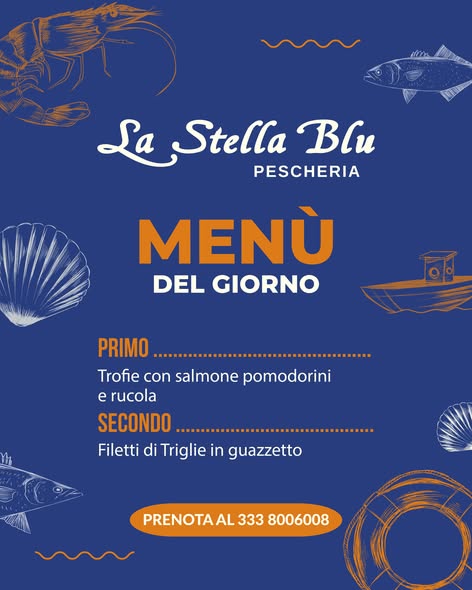 La Stella Blu
PESCHERIA
MENÙ
DEL GIORNO
PRIMO ........................................
Trofie con salmone pomodorini
e rucola
SECONDO ....................................
Filetti di Triglie in guazzetto
PRENOTA AL 333 8006008